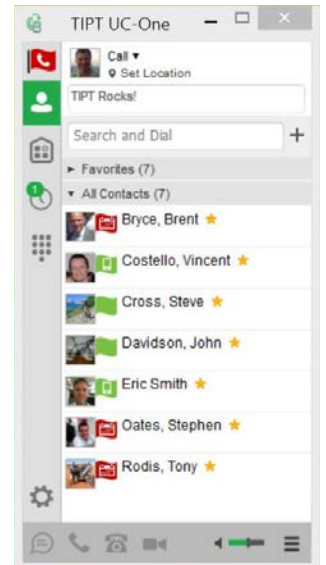 TIPT UC-One
Call
Set Location
TIPT Rocks!
Search and Dial
Favorites (7)
All Contacts (7)
1
Bryce, Brent
Costello, Vincent
Cross, Steve
Davidson, John
Eric Smith
Oates, Stephen
Rodis, Tony